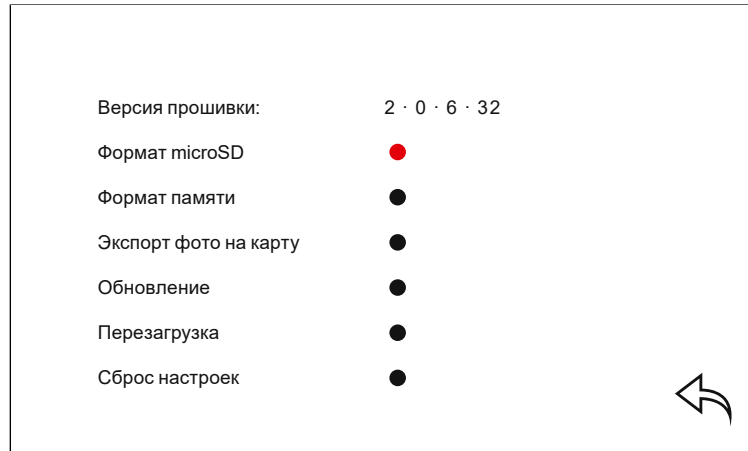 Версия прошивки: 2 · 0 · 6 · 32
Формат microSD
Формат памяти
Экспорт фото на карту
Обновление
Перезагрузка
Сброс настроек